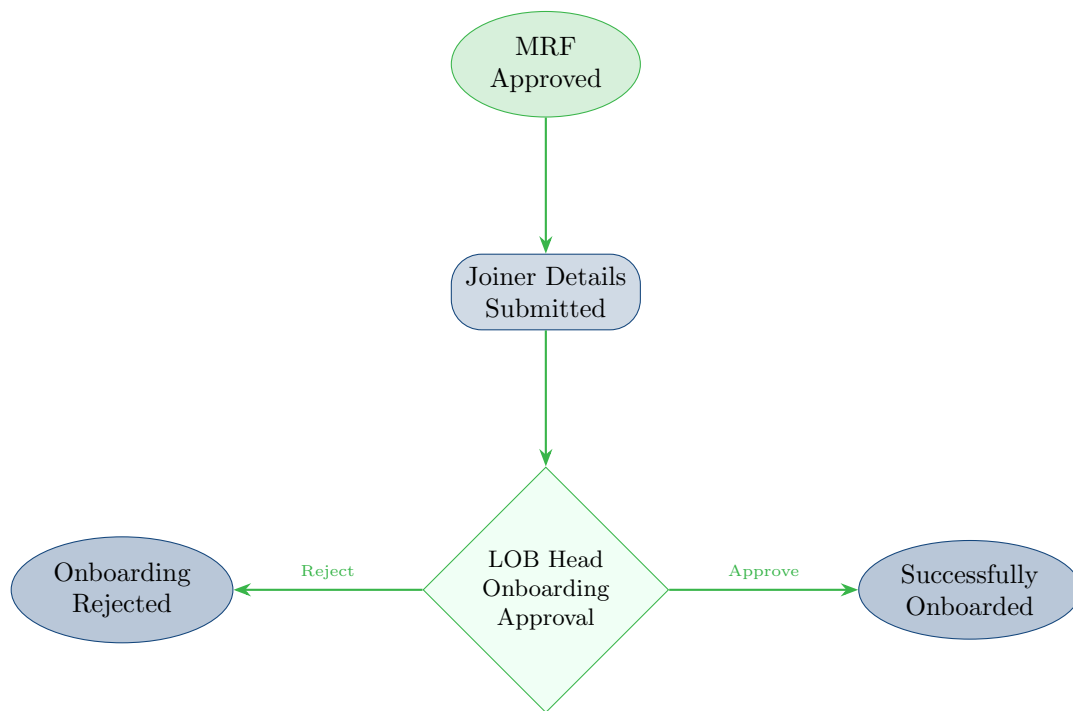 MRF
Approved
Joiner Details
Submitted
LOB Head
Onboarding
Approval
Reject
Approve
Onboarding
Rejected
Successfully
Onboarded